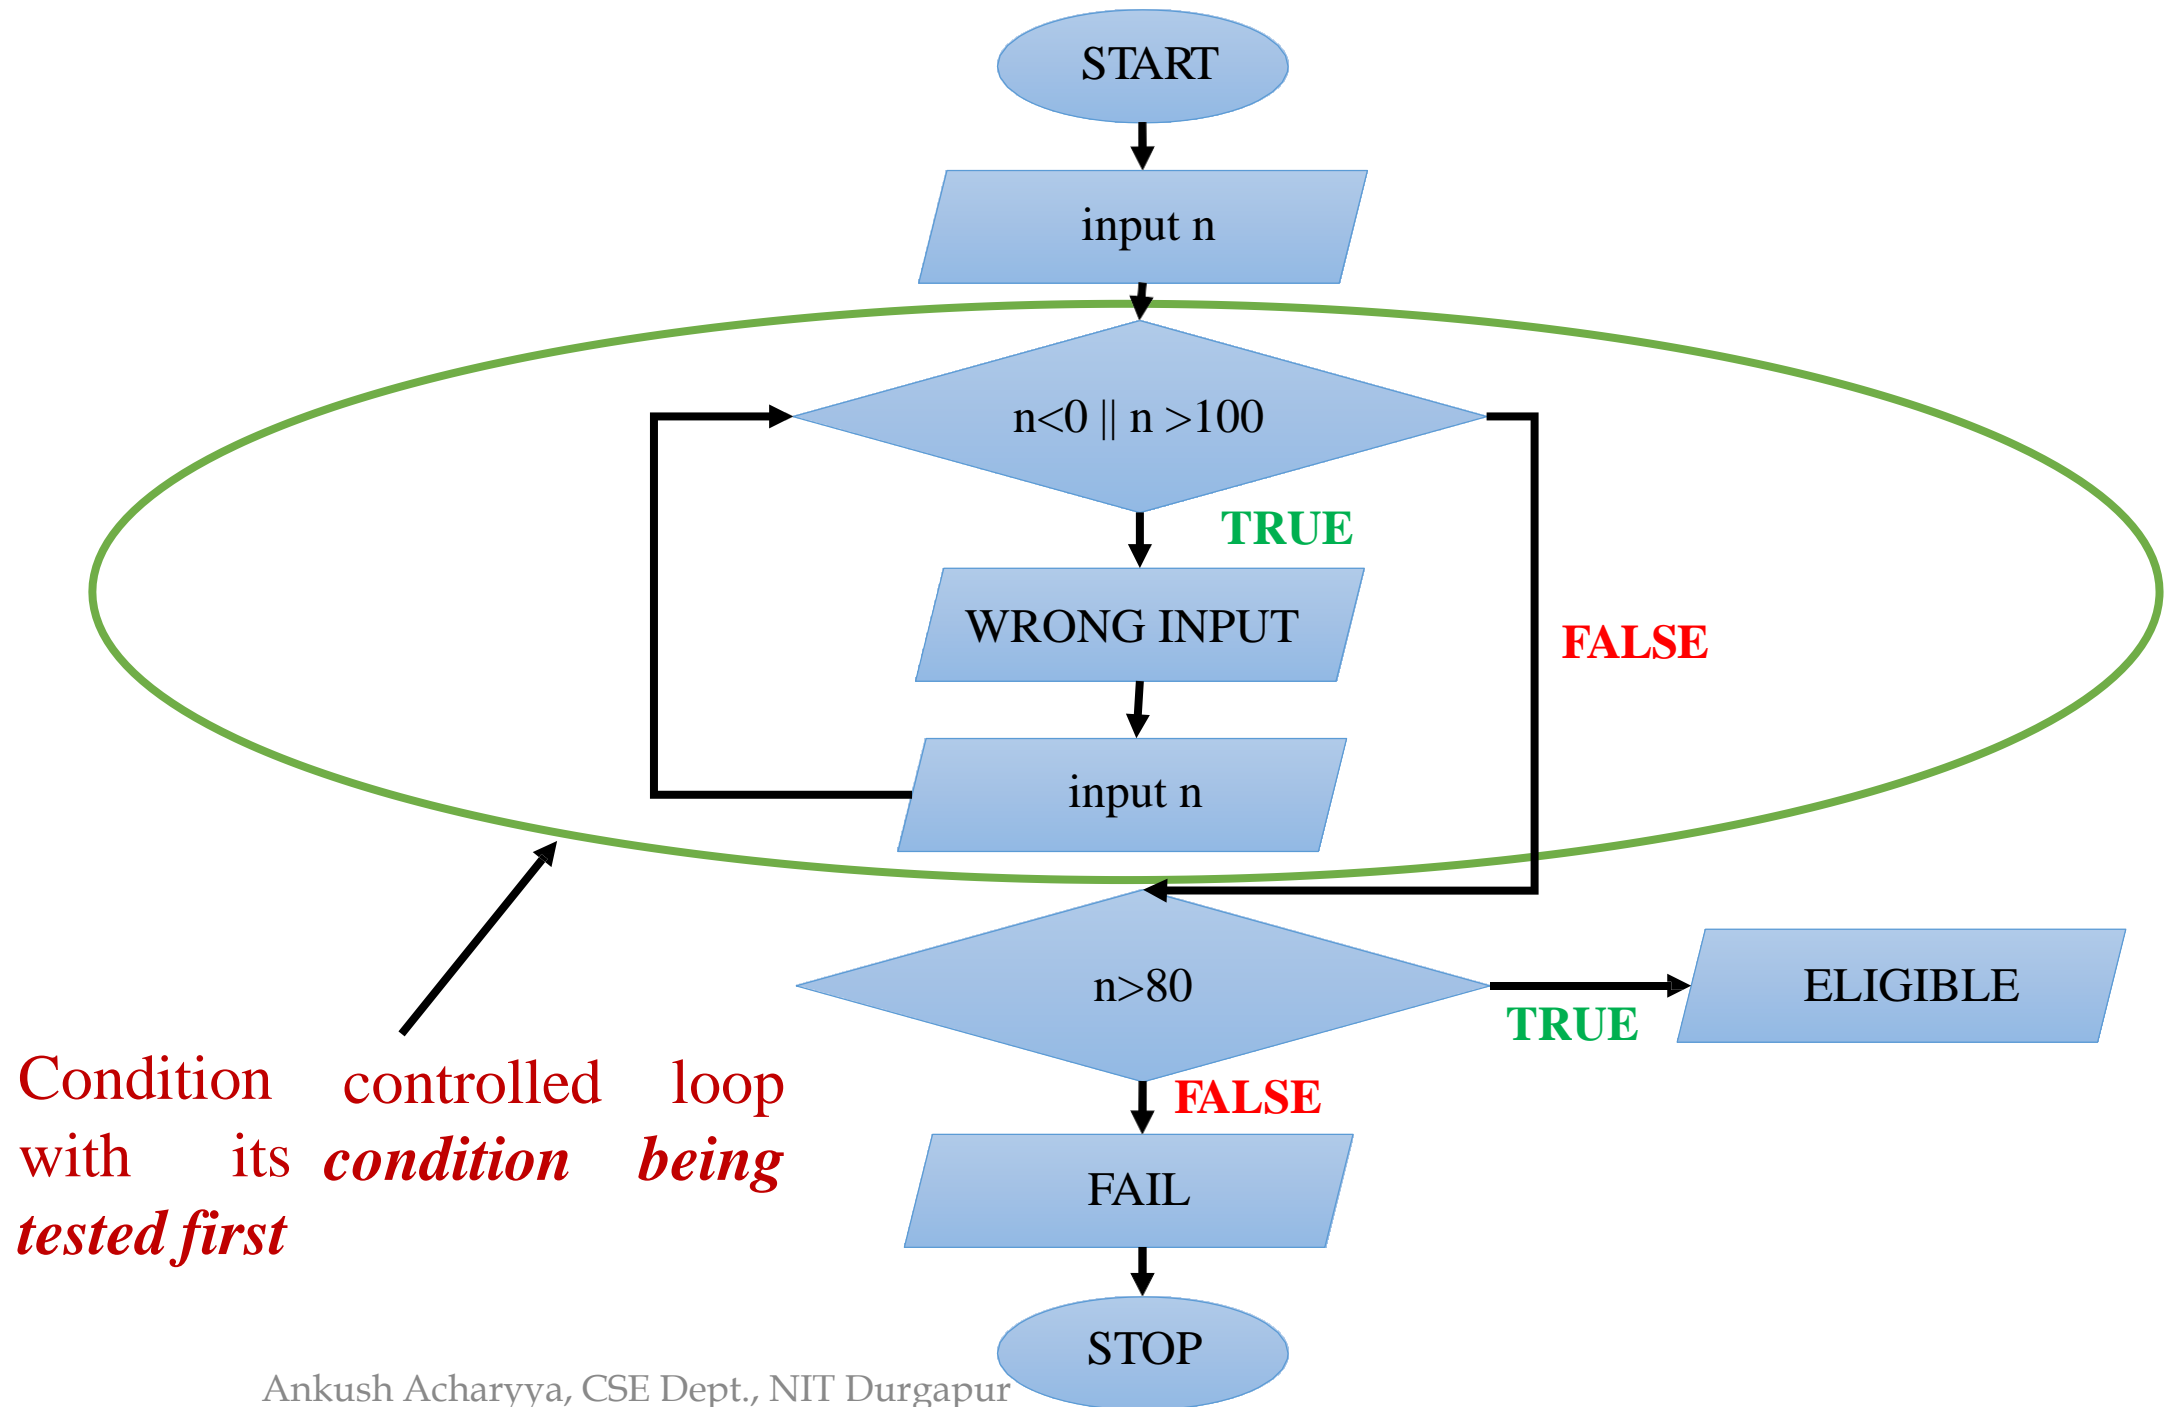 START
input n
n<0 || n >100
TRUE
WRONG INPUT
FALSE
input n
n>80
TRUE
ELIGIBLE
FALSE
FAIL
STOP
Condition controlled loop
with its condition being
tested first
Ankush Acharyya, CSE Dept., NIT Durgapur